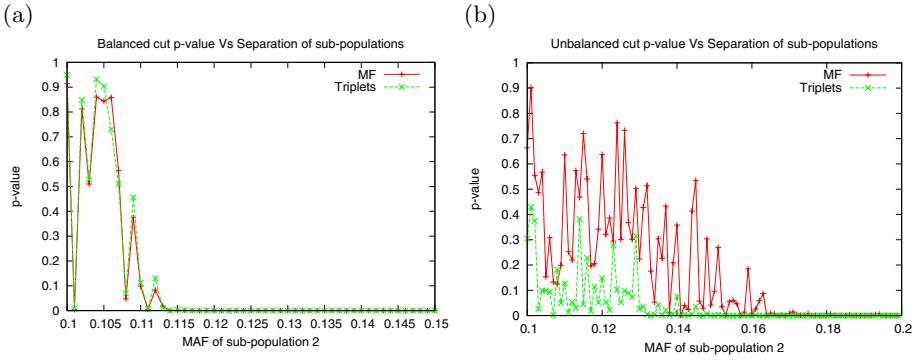 (a)
Balanced cut p-value Vs Separation of sub-populations
MF
Triplets
p-value
1
0.9
0.8
0.7
0.6
0.5
0.4
0.3
0.2
0.1
0
0.1 0.105 0.11 0.115 0.12 0.125 0.13 0.135 0.14 0.145 0.15
MAF of sub-population 2
(b)
Unbalanced cut p-value Vs Separation of sub-populations
MF
Triplets
p-value
1
0.9
0.8
0.7
0.6
0.5
0.4
0.3
0.2
0.1
0
0.1 0.12 0.14 0.16 0.18 0.2
MAF of sub-population 2